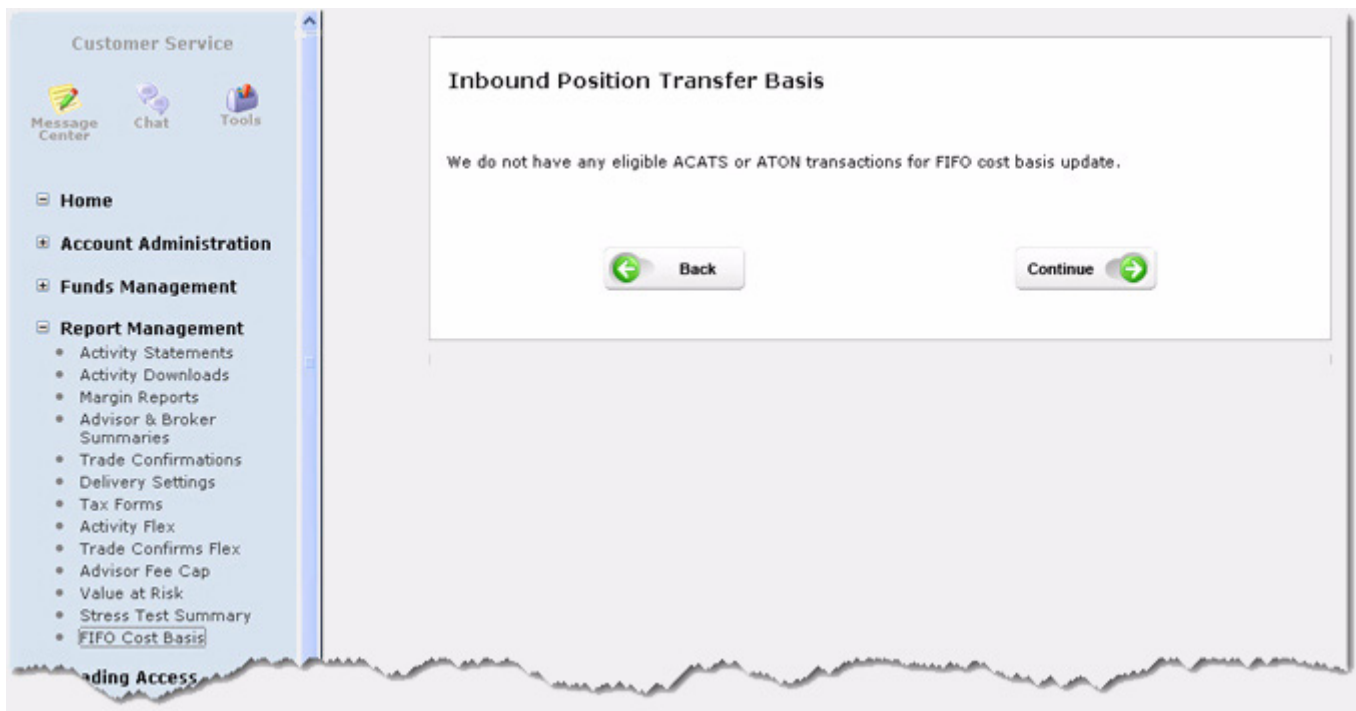 Customer Service
Message Center
Chat
Tools
Home
Account Administration
Funds Management
Report Management
Activity Statements
Activity Downloads
Margin Reports
Advisor & Broker
Summaries
Trade Confirmations
Delivery Settings
Tax Forms
Activity Flex
Trade Confirms Flex
Advisor Fee Cap
Value at Risk
Stress Test Summary
FIFO Cost Basis
ading Access
Inbound Position Transfer Basis
We do not have any eligible ACATS or ATON transactions for FIFO cost basis update.
Back
Continue